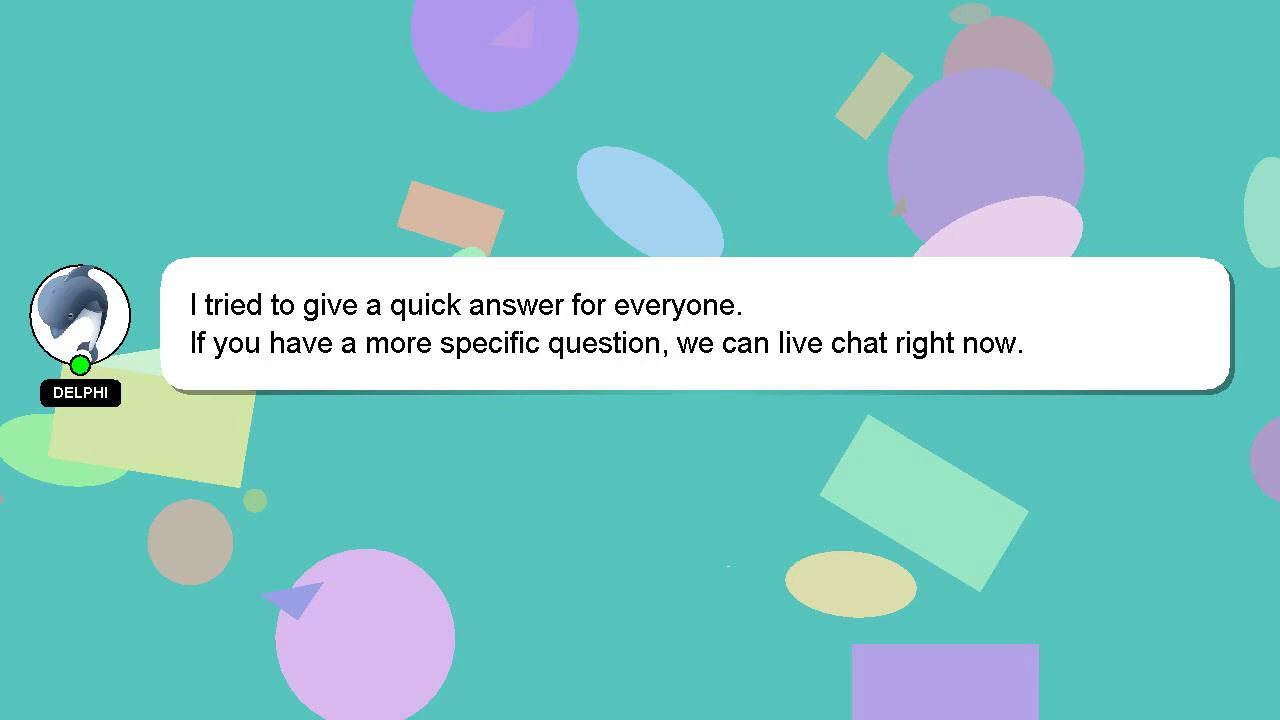 I tried to give a quick answer for everyone.
If you have a more specific question, we can live chat right now.
DELPHI